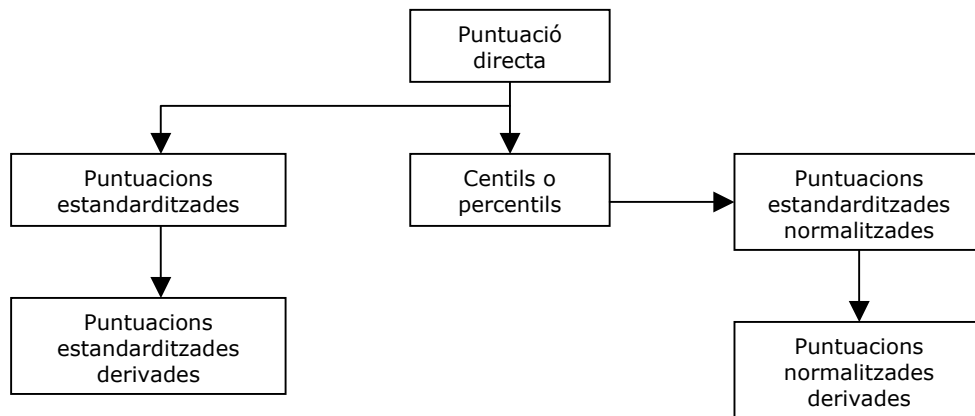 Puntuació
directa
Puntuacions
estandarditzades
Centils o
percentils
Puntuacions
estandarditzades
normalitzades
Puntuacions
estandarditzades
derivades
Puntuacions
normalitzades
derivades